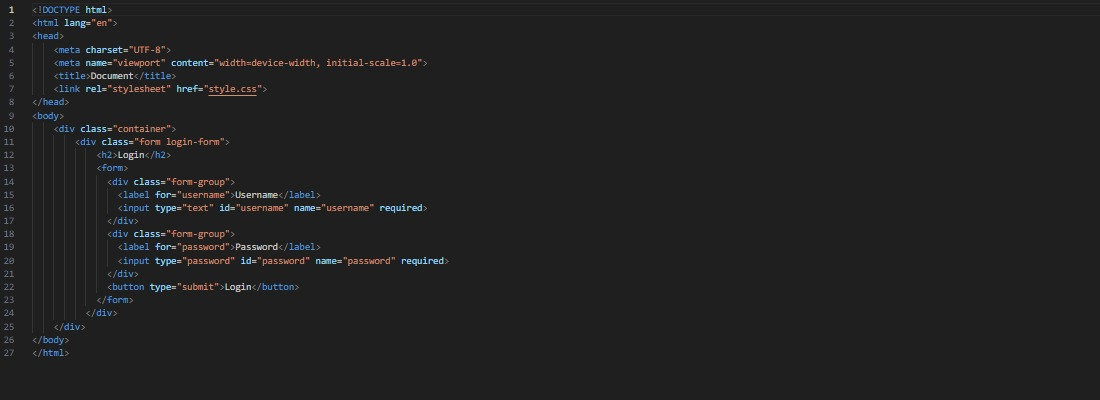 1 <!DOCTYPE html>
2 <html lang="en">
3 <head>
4     <meta charset="UTF-8">
5     <meta name="viewport" content="width=device-width, initial-scale=1.0">
6     <title>Document</title>
7     <link rel="stylesheet" href="style.css">
8 </head>
9 <body>
10     <div class="container">
11         <div class="form login-form">
12             <h2>Login</h2>
13             <form>
14               <div class="form-group">
15                 <label for="username">Username</label>
16                 <input type="text" id="username" name="username" required>
17               </div>
18               <div class="form-group">
19                 <label for="password">Password</label>
20                 <input type="password" id="password" name="password" required>
21               </div>
22               <button type="submit">Login</button>
23             </form>
24           </div>
25     </div>
26 </body>
27 </html>